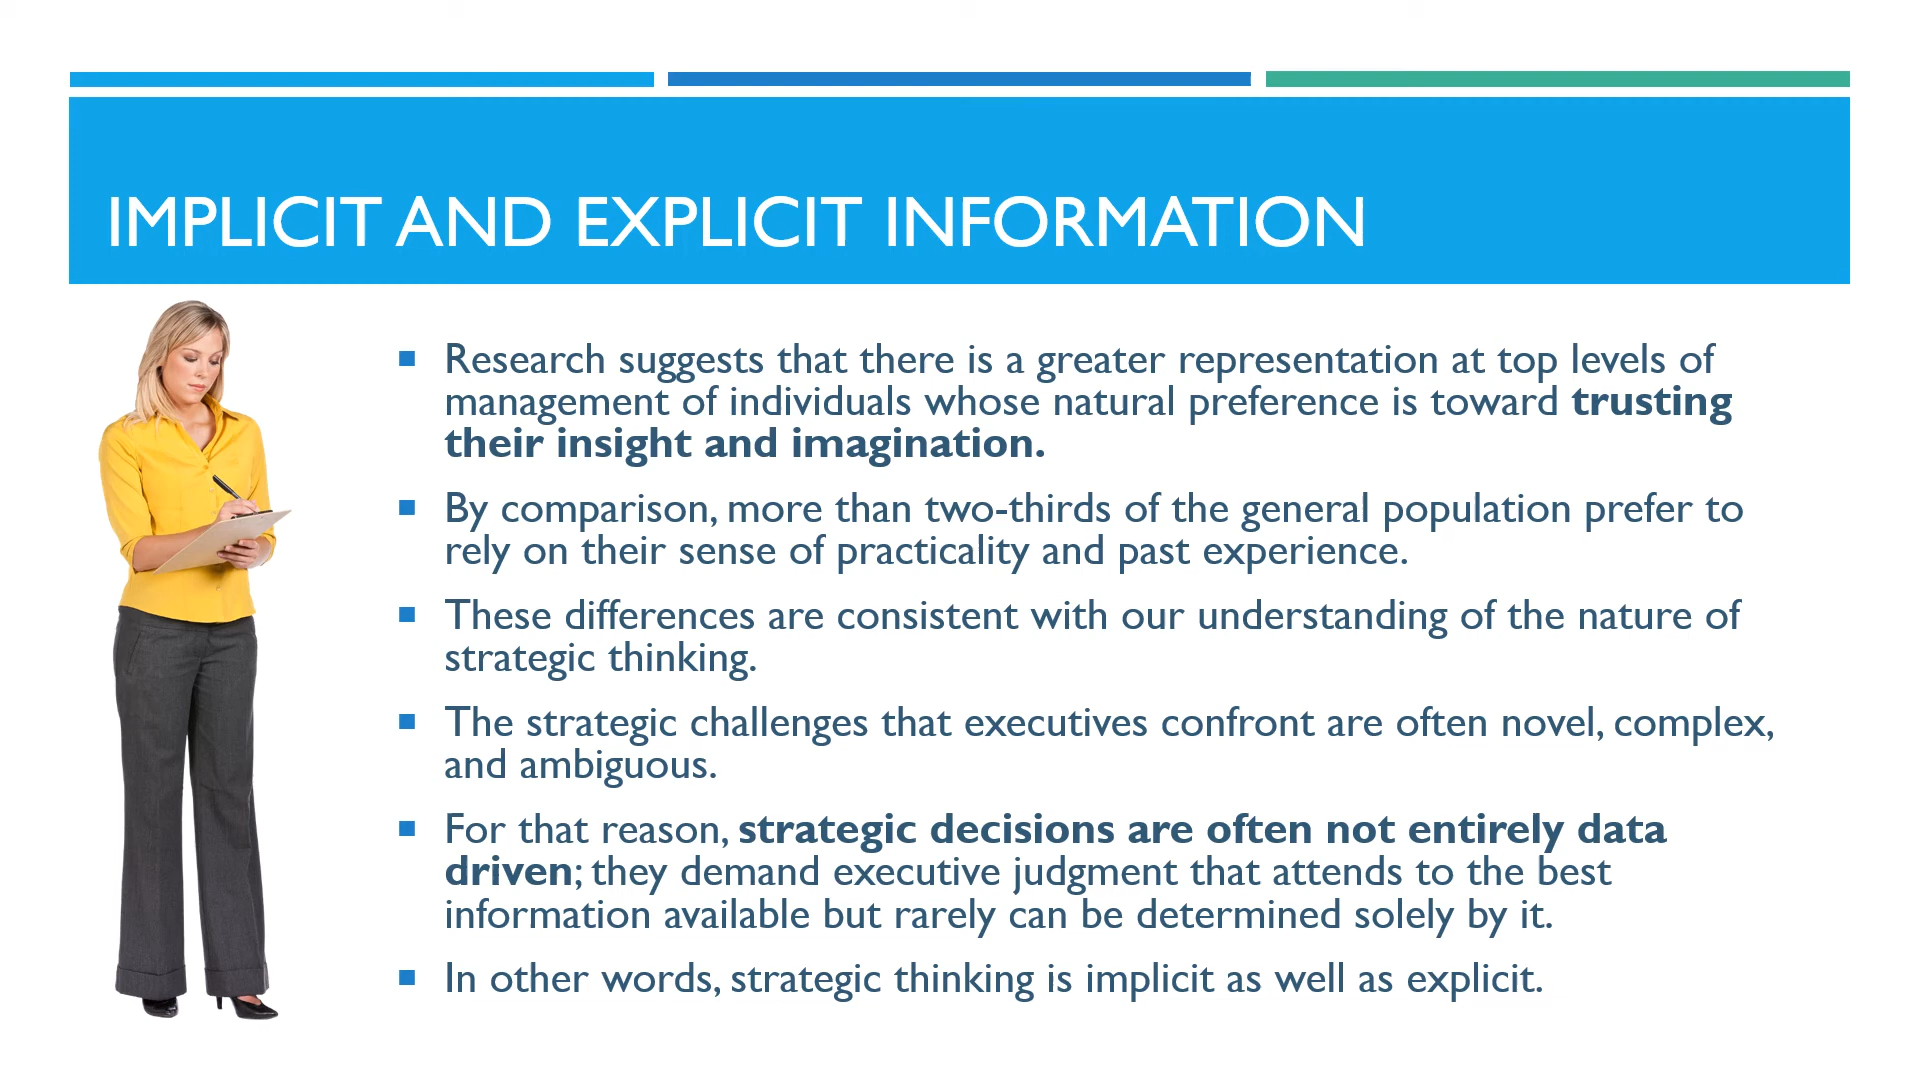 IMPLICIT AND EXPLICIT INFORMATION
Research suggests that there is a greater representation at top levels of
management of individuals whose natural preference is toward trusting
their insight and imagination.
By comparison, more than two-thirds of the general population prefer to
rely on their sense of practicality and past experience.
These differences are consistent with our understanding of the nature of
strategic thinking.
The strategic challenges that executives confront are often novel, complex,
and ambiguous.
For that reason, strategic decisions are often not entirely data
driven; they demand executive judgment that attends to the best
information available but rarely can be determined solely by it.
In other words, strategic thinking is implicit as well as explicit.